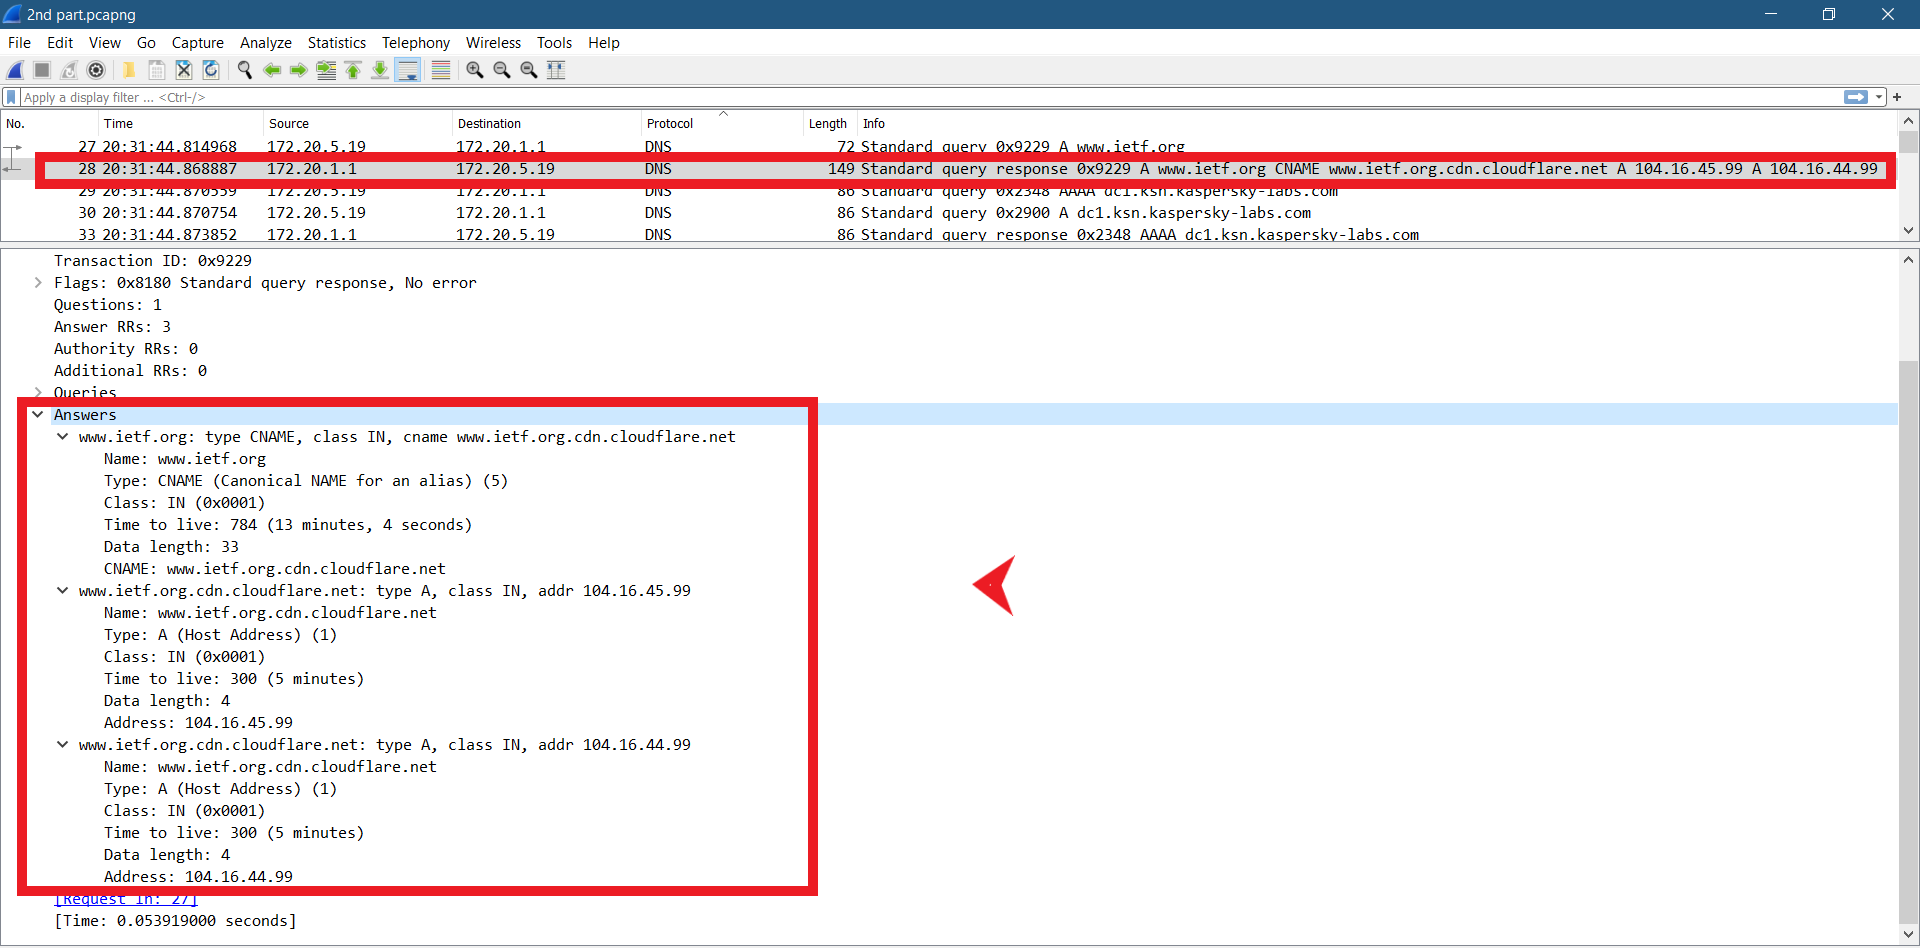 2nd part.pcapng
File Edit View Go Capture Analyze Statistics Telephony Wireless Tools Help
Apply a display filter ... <Ctrl-/>
No. Time Source Destination Protocol Length Info
27 20:31:44.814968 172.20.5.19 172.20.1.1 DNS 72 Standard query 0x9229 A www.ietf.org
28 20:31:44.868887 172.20.1.1 172.20.5.19 DNS 149 Standard query response 0x9229 A www.ietf.org CNAME www.ietf.org.cdn.cloudflare.net A 104.16.45.99 A 104.16.44.99
29 20:31:44.870559 172.20.5.19 172.20.1.1 DNS 86 Standard query 0x2348 AAAA dc1.ksn.kaspersky-labs.com
30 20:31:44.870754 172.20.5.19 172.20.1.1 DNS 86 Standard query 0x2900 A dc1.ksn.kaspersky-labs.com
33 20:31:44.873852 172.20.1.1 172.20.5.19 DNS 86 Standard query response 0x2348 AAAA dc1.ksn.kaspersky-labs.com
Transaction ID: 0x9229
Flags: 0x8180 Standard query response, No error
Questions: 1
Answer RRs: 3
Authority RRs: 0
Additional RRs: 0
Queries
Answers
www.ietf.org: type CNAME, class IN, cname www.ietf.org.cdn.cloudflare.net
Name: www.ietf.org
Type: CNAME (Canonical NAME for an alias) (5)
Class: IN (0x0001)
Time to live: 784 (13 minutes, 4 seconds)
Data length: 33
CNAME: www.ietf.org.cdn.cloudflare.net
www.ietf.org.cdn.cloudflare.net: type A, class IN, addr 104.16.45.99
Name: www.ietf.org.cdn.cloudflare.net
Type: A (Host Address) (1)
Class: IN (0x0001)
Time to live: 300 (5 minutes)
Data length: 4
Address: 104.16.45.99
www.ietf.org.cdn.cloudflare.net: type A, class IN, addr 104.16.44.99
Name: www.ietf.org.cdn.cloudflare.net
Type: A (Host Address) (1)
Class: IN (0x0001)
Time to live: 300 (5 minutes)
Data length: 4
Address: 104.16.44.99
[Request In: 27]
[Time: 0.053919000 seconds]